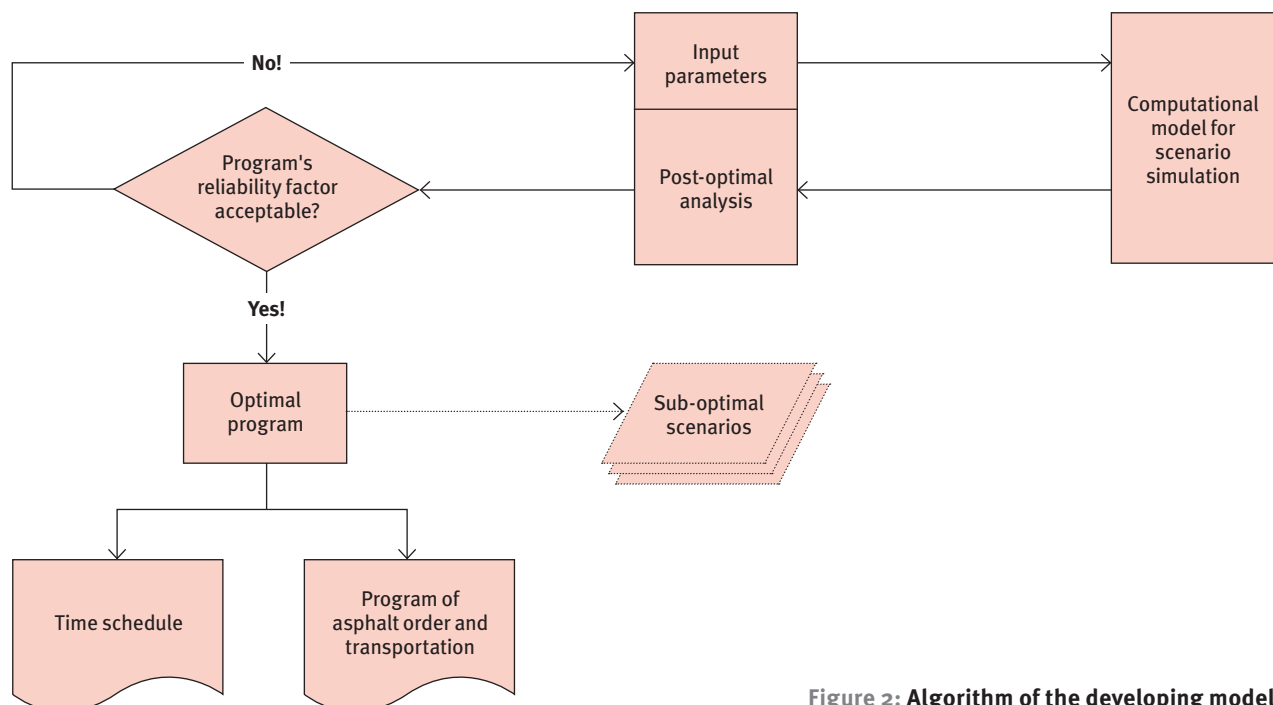 No!
Input
parameters
Computational
model for
scenario
simulation
Program's
reliability factor
acceptable?
Post-optimal
analysis
Yes!
Optimal
program
Sub-optimal
scenarios
Time schedule
Program of
asphalt order and
transportation
Figure 2: Algorithm of the developing model